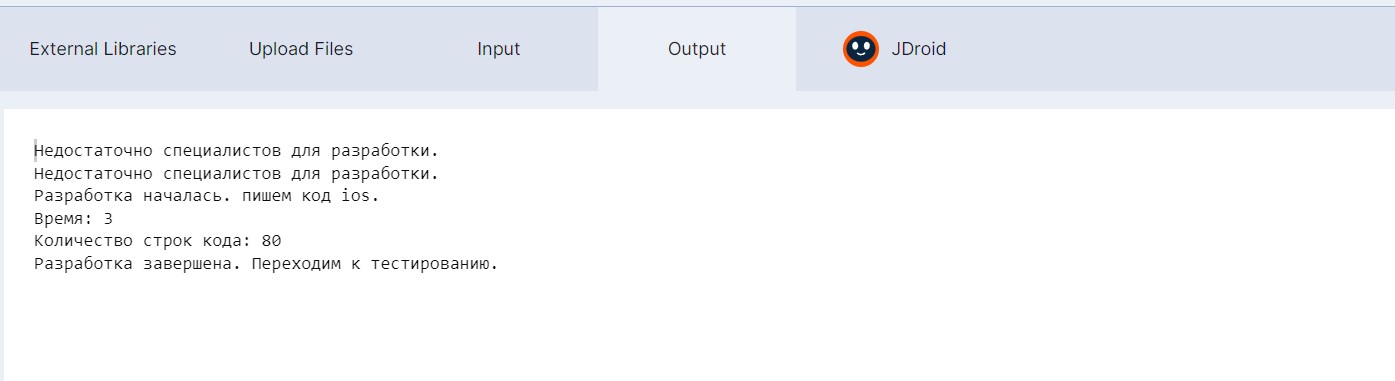 External Libraries Upload Files Input Output JDroid
Недостаточно специалистов для разработки.
Недостаточно специалистов для разработки.
Разработка началась. пишем код ios.
Время: 3
Количество строк кода: 80
Разработка завершена. Переходим к тестированию.